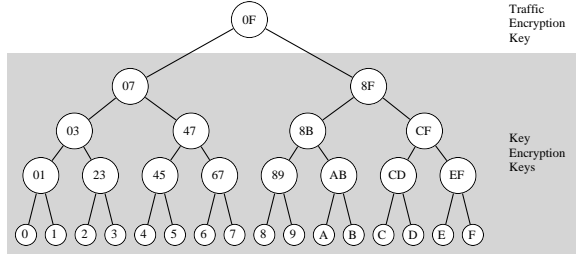 Traffic
Encryption
Key
0F
07 8F
03 47 8B CF
Key
Encryption
Keys
01 23 45 67 89 AB CD EF
0 1 2 3 4 5 6 7 8 9 A B C D E F